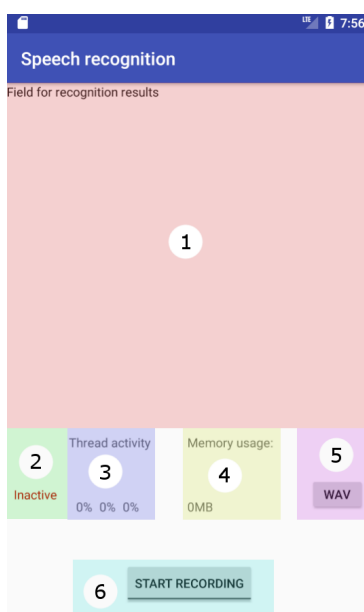 LTE 7:56
Speech recognition
Field for recognition results
1
2 Thread activity Memory usage: 5
3 4
Inactive 0% 0% 0% 0MB WAV
6 START RECORDING